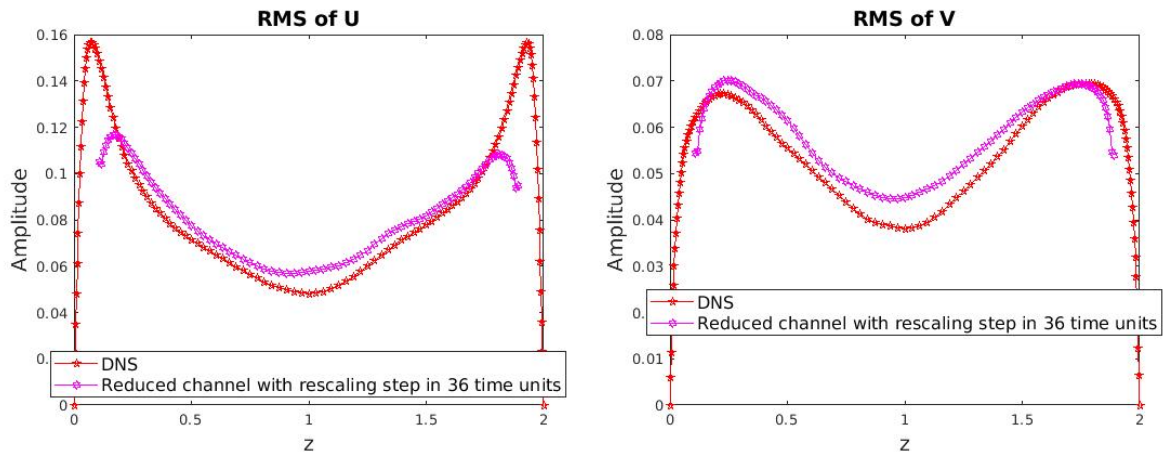 RMS of U
0.16
0.14
0.12
0.1
0.08
0.06
0.04
0.
0
Amplitude
DNS
Reduced channel with rescaling step in 36 time units
0 0.5 1 1.5 2
z
RMS of V
0.08
0.07
0.06
0.05
0.04
0.03
0.
0.01
0
Amplitude
DNS
Reduced channel with rescaling step in 36 time units
0 0.5 1 1.5 2
z